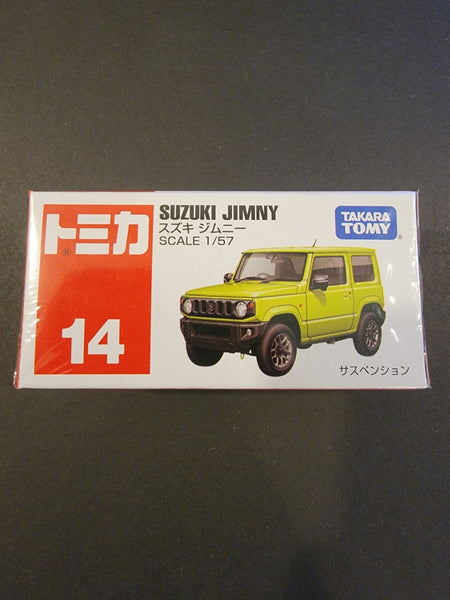 トミカ
®
14
SUZUKI JIMNY
スズキ ジムニー
SCALE 1/57
TAKARA
TOMY
サスペンション